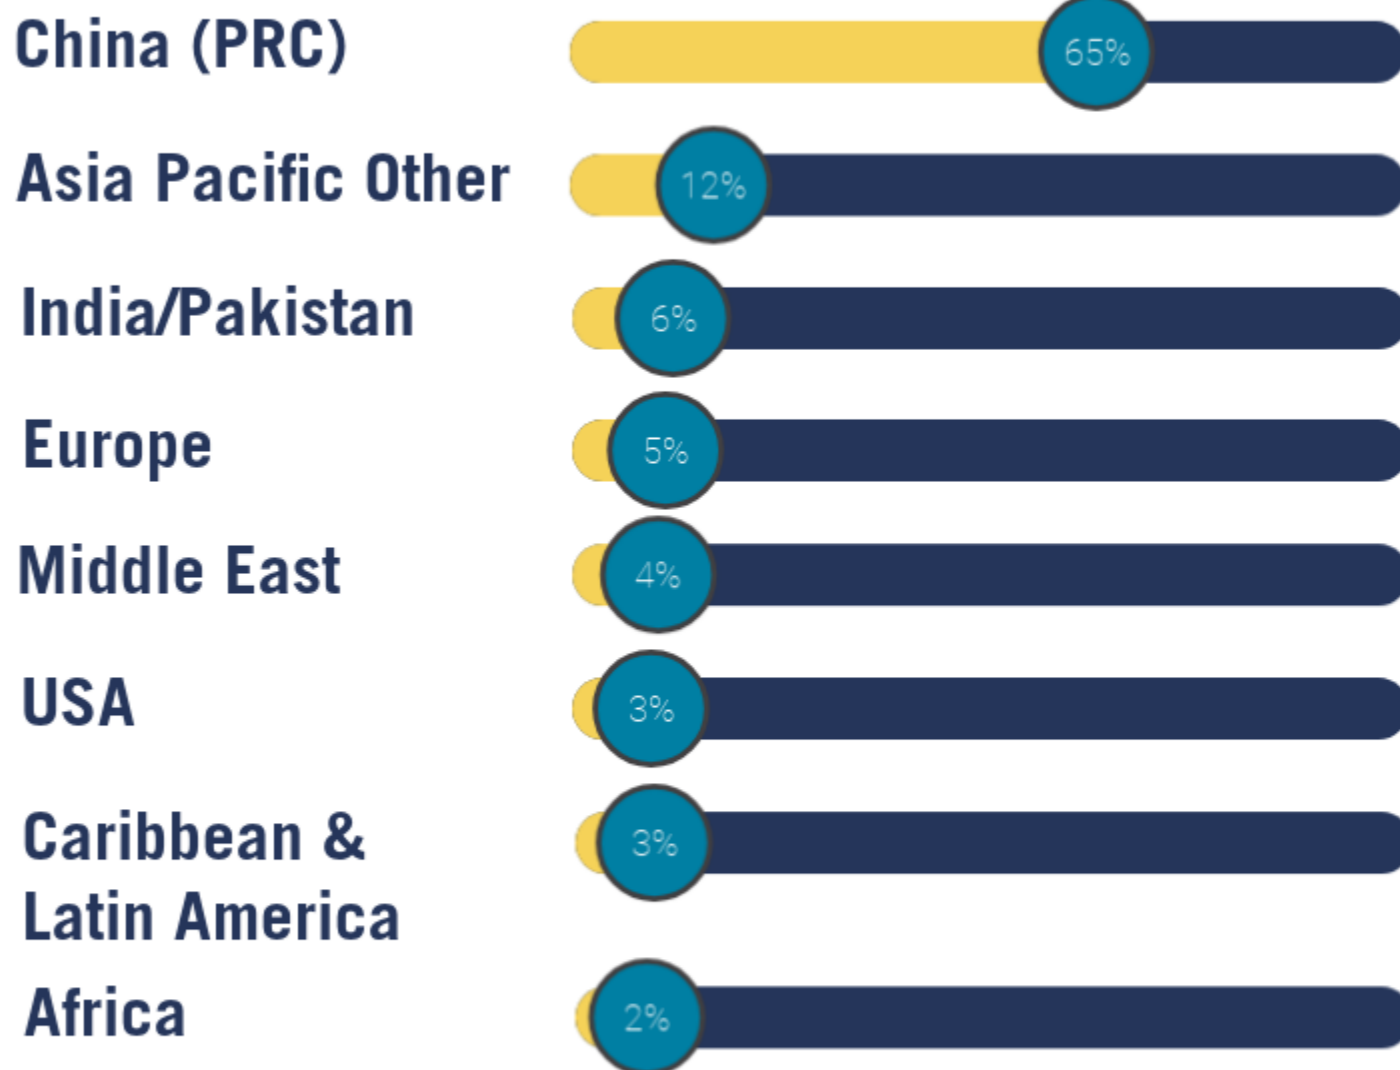 China (PRC) 65%
Asia Pacific Other 12%
India/Pakistan 6%
Europe 5%
Middle East 4%
USA 3%
Caribbean & 3%
Latin America
Africa 2%